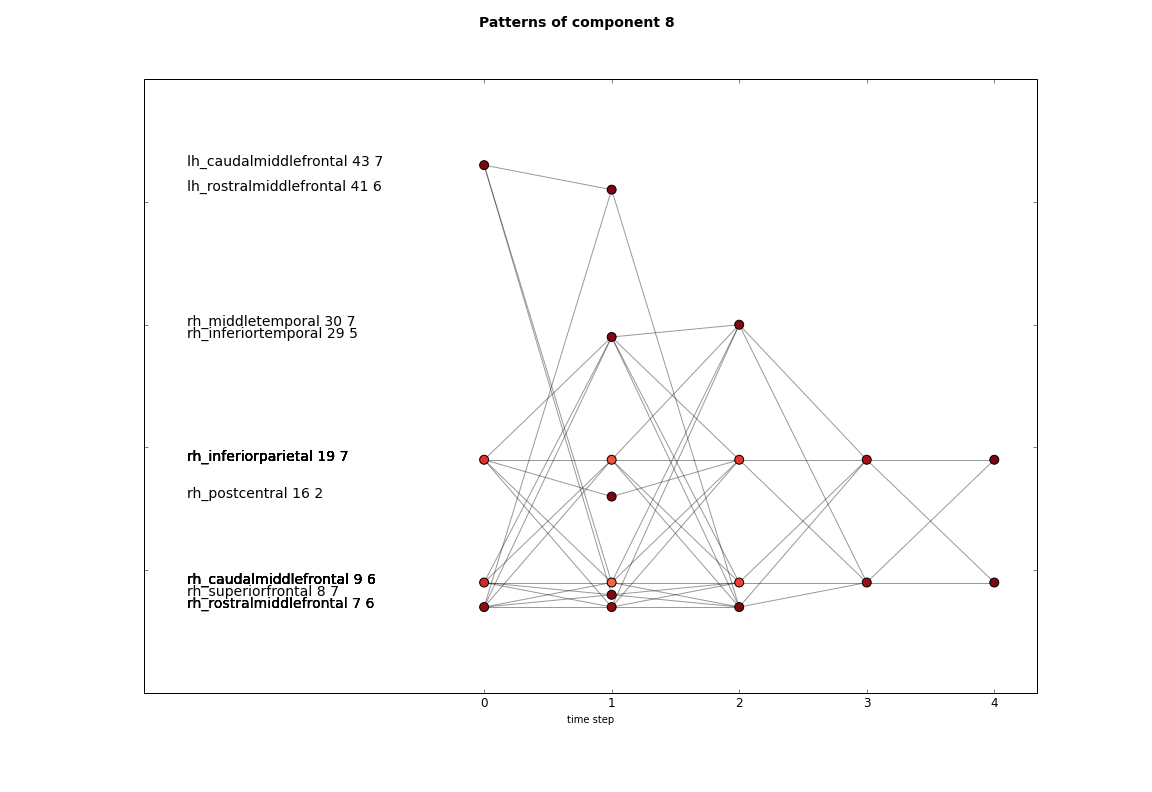 Patterns of component 8
lh_caudalmiddlefrontal 43 7
lh_rostralmiddlefrontal 41 6
rh_middletemporal 30 7
rh_inferiortemporal 29 5
rh_inferiorparietal 19 7
rh_postcentral 16 2
rh_caudalmiddlefrontal 9 6
rh_superiorfrontal 8 7
rh_rostralmiddlefrontal 7 6
0 1 2 3 4
time step